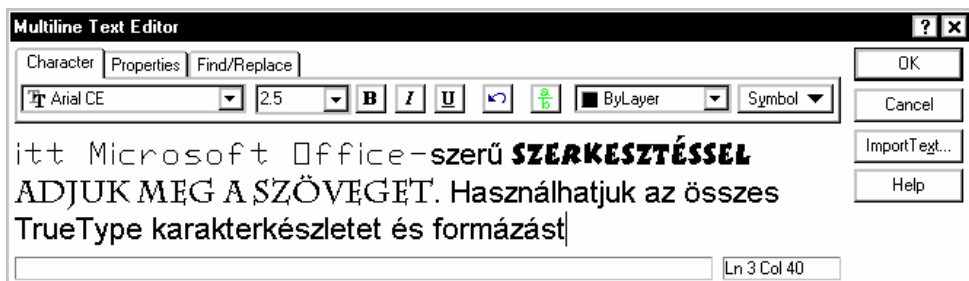 Multiline Text Editor
Character Properties Find/Replace
OK
Arial CE 2.5 B I U a/b ByLayer Symbol
Cancel
ImportText...
Help
itt Microsoft Office-szerű SZERKESZTÉSSEL
ADJUK MEG A SZÖVEGET. Használhatjuk az összes
TrueType karakterkészletet és formázást
Ln 3 Col 40